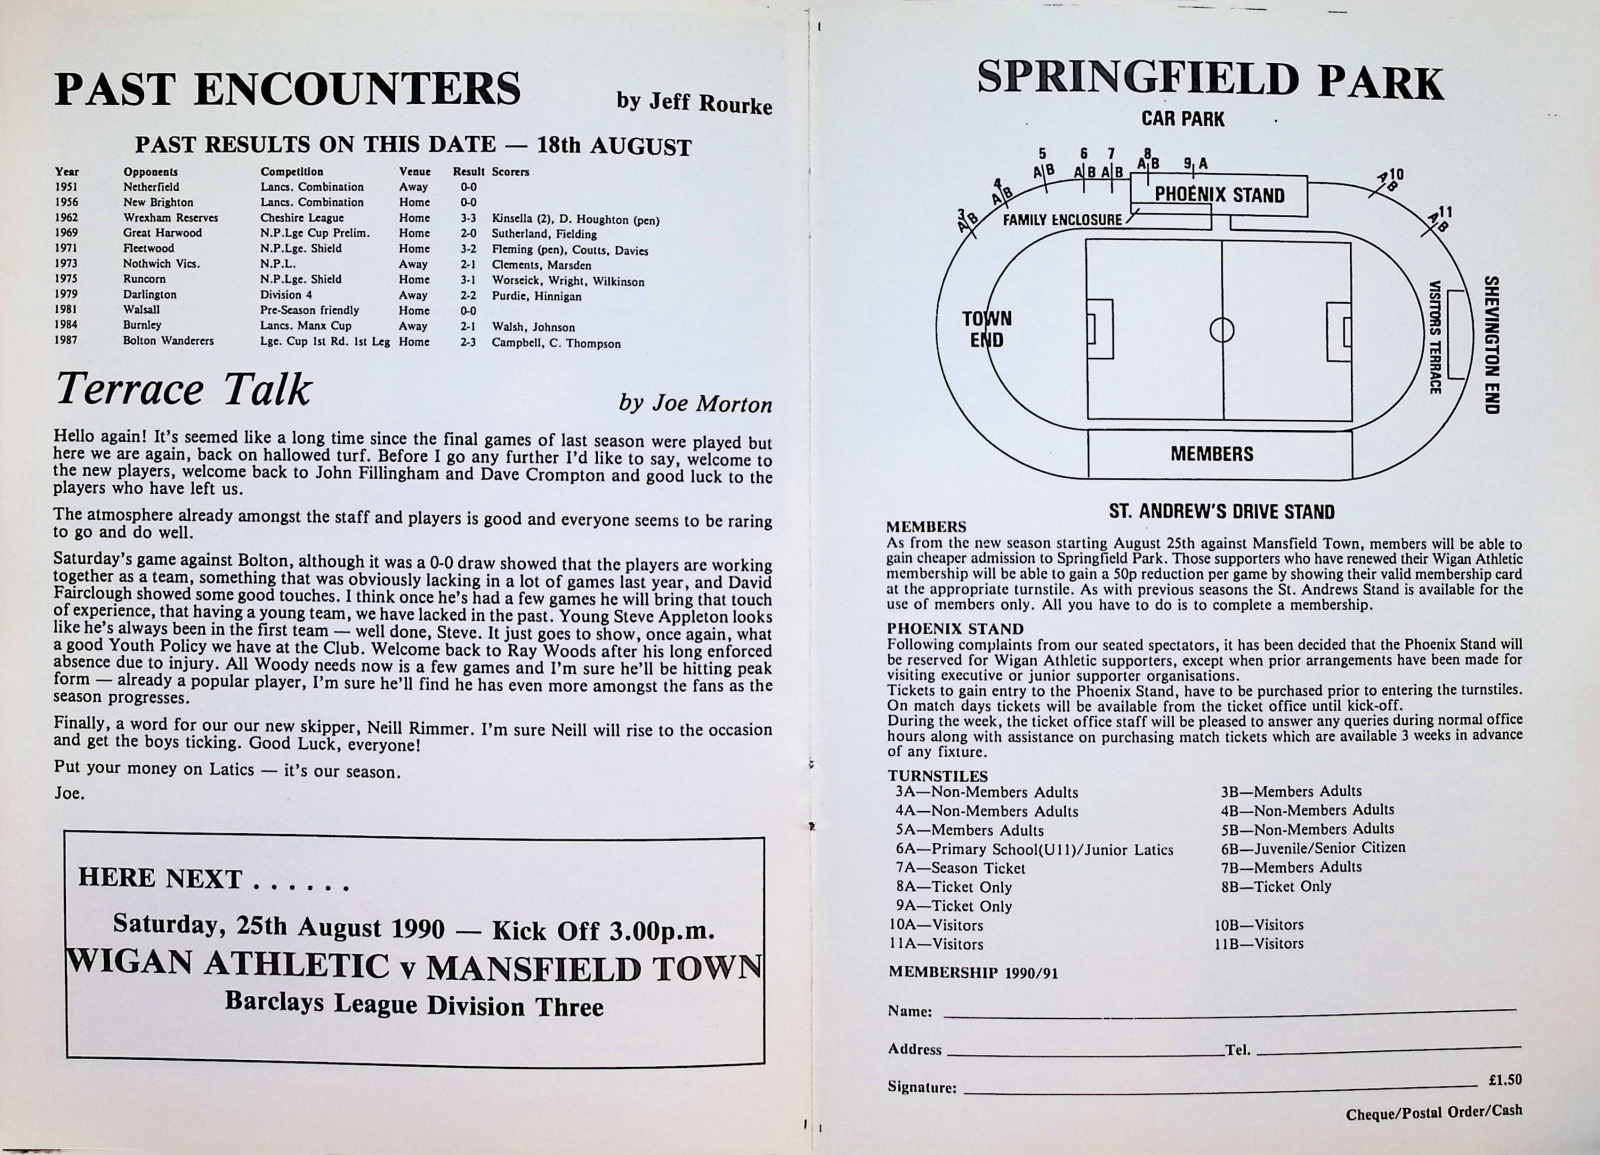 PAST ENCOUNTERS
by Jeff Rourke
PAST RESULTS ON THIS DATE — 18th AUGUST
Year Opponents Competition Venue Result Scorers
1951 Netherfield Lancs. Combination Away 0-0
1956 New Brighton Lancs. Combination Home 0-0
1962 Wrexham Reserves Cheshire League Home 3-3 Kinsella (2), D. Houghton (pen)
1969 Great Harwood N.P.Lge Cup Prelim. Home 2-0 Sutherland, Fielding
1971 Fleetwood N.P.Lge. Shield Home 3-2 Fleming (pen), Coutts, Davies
1973 Nothwich Vics. N.P.L. Away 2-1 Clements, Marsden
1975 Runcorn N.P.Lge. Shield Home 3-1 Worseick, Wright, Wilkinson
1979 Darlington Division 4 Away 2-2 Purdie, Hinnigan
1981 Walsall Pre-Season friendly Home 0-0
1984 Burnley Lancs. Manx Cup Away 2-1 Walsh, Johnson
1987 Bolton Wanderers Lge. Cup 1st Rd. 1st Leg Home 2-3 Campbell, C. Thompson
Terrace Talk
by Joe Morton
Hello again! It's seemed like a long time since the final games of last season were played but
here we are again, back on hallowed turf. Before I go any further I'd like to say, welcome to
the new players, welcome back to John Fillingham and Dave Crompton and good luck to the
players who have left us.
The atmosphere already amongst the staff and players is good and everyone seems to be raring
to go and do well.
Saturday's game against Bolton, although it was a 0-0 draw showed that the players are working
together as a team, something that was obviously lacking in a lot of games last year, and David
Fairclough showed some good touches. I think once he's had a few games he will bring that touch
of experience, that having a young team, we have lacked in the past. Young Steve Appleton looks
like he's always been in the first team — well done, Steve. It just goes to show, once again, what
a good Youth Policy we have at the Club. Welcome back to Ray Woods after his long enforced
absence due to injury. All Woody needs now is a few games and I'm sure he'll be hitting peak
form — already a popular player, I'm sure he'll find he has even more amongst the fans as the
season progresses.
Finally, a word for our our new skipper, Neill Rimmer. I'm sure Neill will rise to the occasion
and get the boys ticking. Good Luck, everyone!
Put your money on Latics — it's our season.
Joe.
HERE NEXT . . . . . .
Saturday, 25th August 1990 — Kick Off 3.00p.m.
WIGAN ATHLETIC v MANSFIELD TOWN
Barclays League Division Three
SPRINGFIELD PARK
CAR PARK
3 A B
4 A B
5 A B
6 A B
7 A B
8 A B
9 A
10 A B
11 A B
PHOENIX STAND
FAMILY ENCLOSURE
TOWN
END
VISITORS TERRACE
SHEVINGTON END
MEMBERS
ST. ANDREW'S DRIVE STAND
MEMBERS
As from the new season starting August 25th against Mansfield Town, members will be able to
gain cheaper admission to Springfield Park. Those supporters who have renewed their Wigan Athletic
membership will be able to gain a 50p reduction per game by showing their valid membership card
at the appropriate turnstile. As with previous seasons the St. Andrews Stand is available for the
use of members only. All you have to do is to complete a membership.
PHOENIX STAND
Following complaints from our seated spectators, it has been decided that the Phoenix Stand will
be reserved for Wigan Athletic supporters, except when prior arrangements have been made for
visiting executive or junior supporter organisations.
Tickets to gain entry to the Phoenix Stand, have to be purchased prior to entering the turnstiles.
On match days tickets will be available from the ticket office until kick-off.
During the week, the ticket office staff will be pleased to answer any queries during normal office
hours along with assistance on purchasing match tickets which are available 3 weeks in advance
of any fixture.
TURNSTILES
3A—Non-Members Adults 3B—Members Adults
4A—Non-Members Adults 4B—Non-Members Adults
5A—Members Adults 5B—Non-Members Adults
6A—Primary School(U11)/Junior Latics 6B—Juvenile/Senior Citizen
7A—Season Ticket 7B—Members Adults
8A—Ticket Only 8B—Ticket Only
9A—Ticket Only
10A—Visitors 10B—Visitors
11A—Visitors 11B—Visitors
MEMBERSHIP 1990/91
Name:
Address Tel.
Signature: £1.50
Cheque/Postal Order/Cash